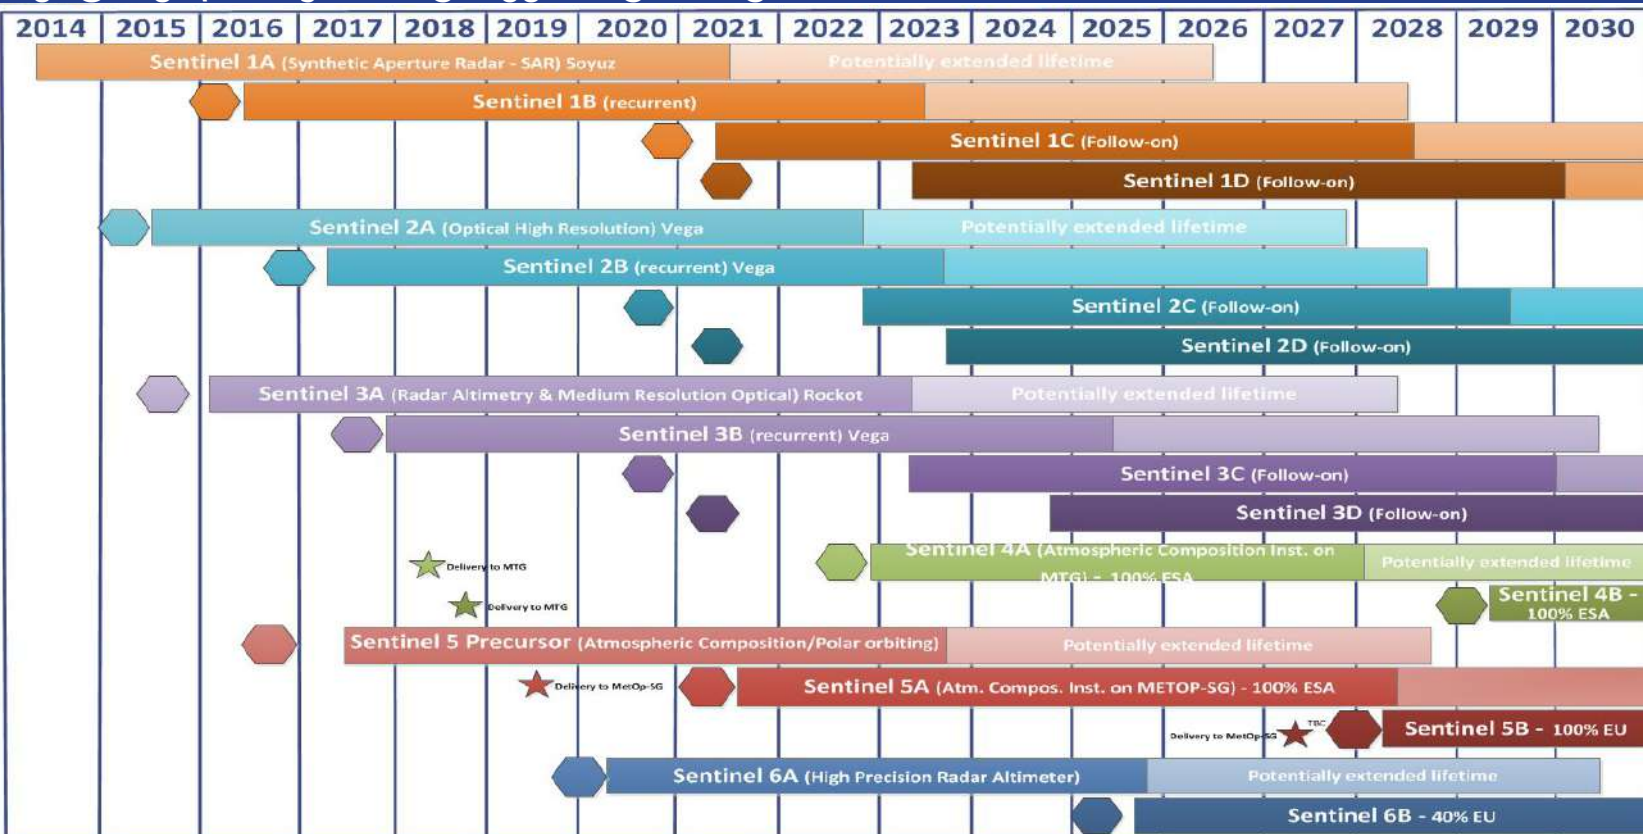 2014 2015 2016 2017 2018 2019 2020 2021 2022 2023 2024 2025 2026 2027 2028 2029 2030
Sentinel 1A (Synthetic Aperture Radar - SAR) Soyuz Potentially extended lifetime
Sentinel 1B (recurrent)
Sentinel 1C (Follow-on)
Sentinel 1D (Follow-on)
Sentinel 2A (Optical High Resolution) Vega Potentially extended lifetime
Sentinel 2B (recurrent) Vega
Sentinel 2C (Follow-on)
Sentinel 2D (Follow-on)
Sentinel 3A (Radar Altimetry & Medium Resolution Optical) Rockot Potentially extended lifetime
Sentinel 3B (recurrent) Vega
Sentinel 3C (Follow-on)
Sentinel 3D (Follow-on)
Delivery to MTG Sentinel 4A (Atmospheric Composition Inst. on Potentially extended lifetime
MTG) - 100% ESA
Delivery to MTG Sentinel 4B -
100% ESA
Sentinel 5 Precursor (Atmospheric Composition/Polar orbiting) Potentially extended lifetime
Delivery to MetOp-SG Sentinel 5A (Atm. Compos. Inst. on METOP-SG) - 100% ESA
Delivery to MetOp-SG TBC Sentinel 5B - 100% EU
Sentinel 6A (High Precision Radar Altimeter) Potentially extended lifetime
Sentinel 6B - 40% EU